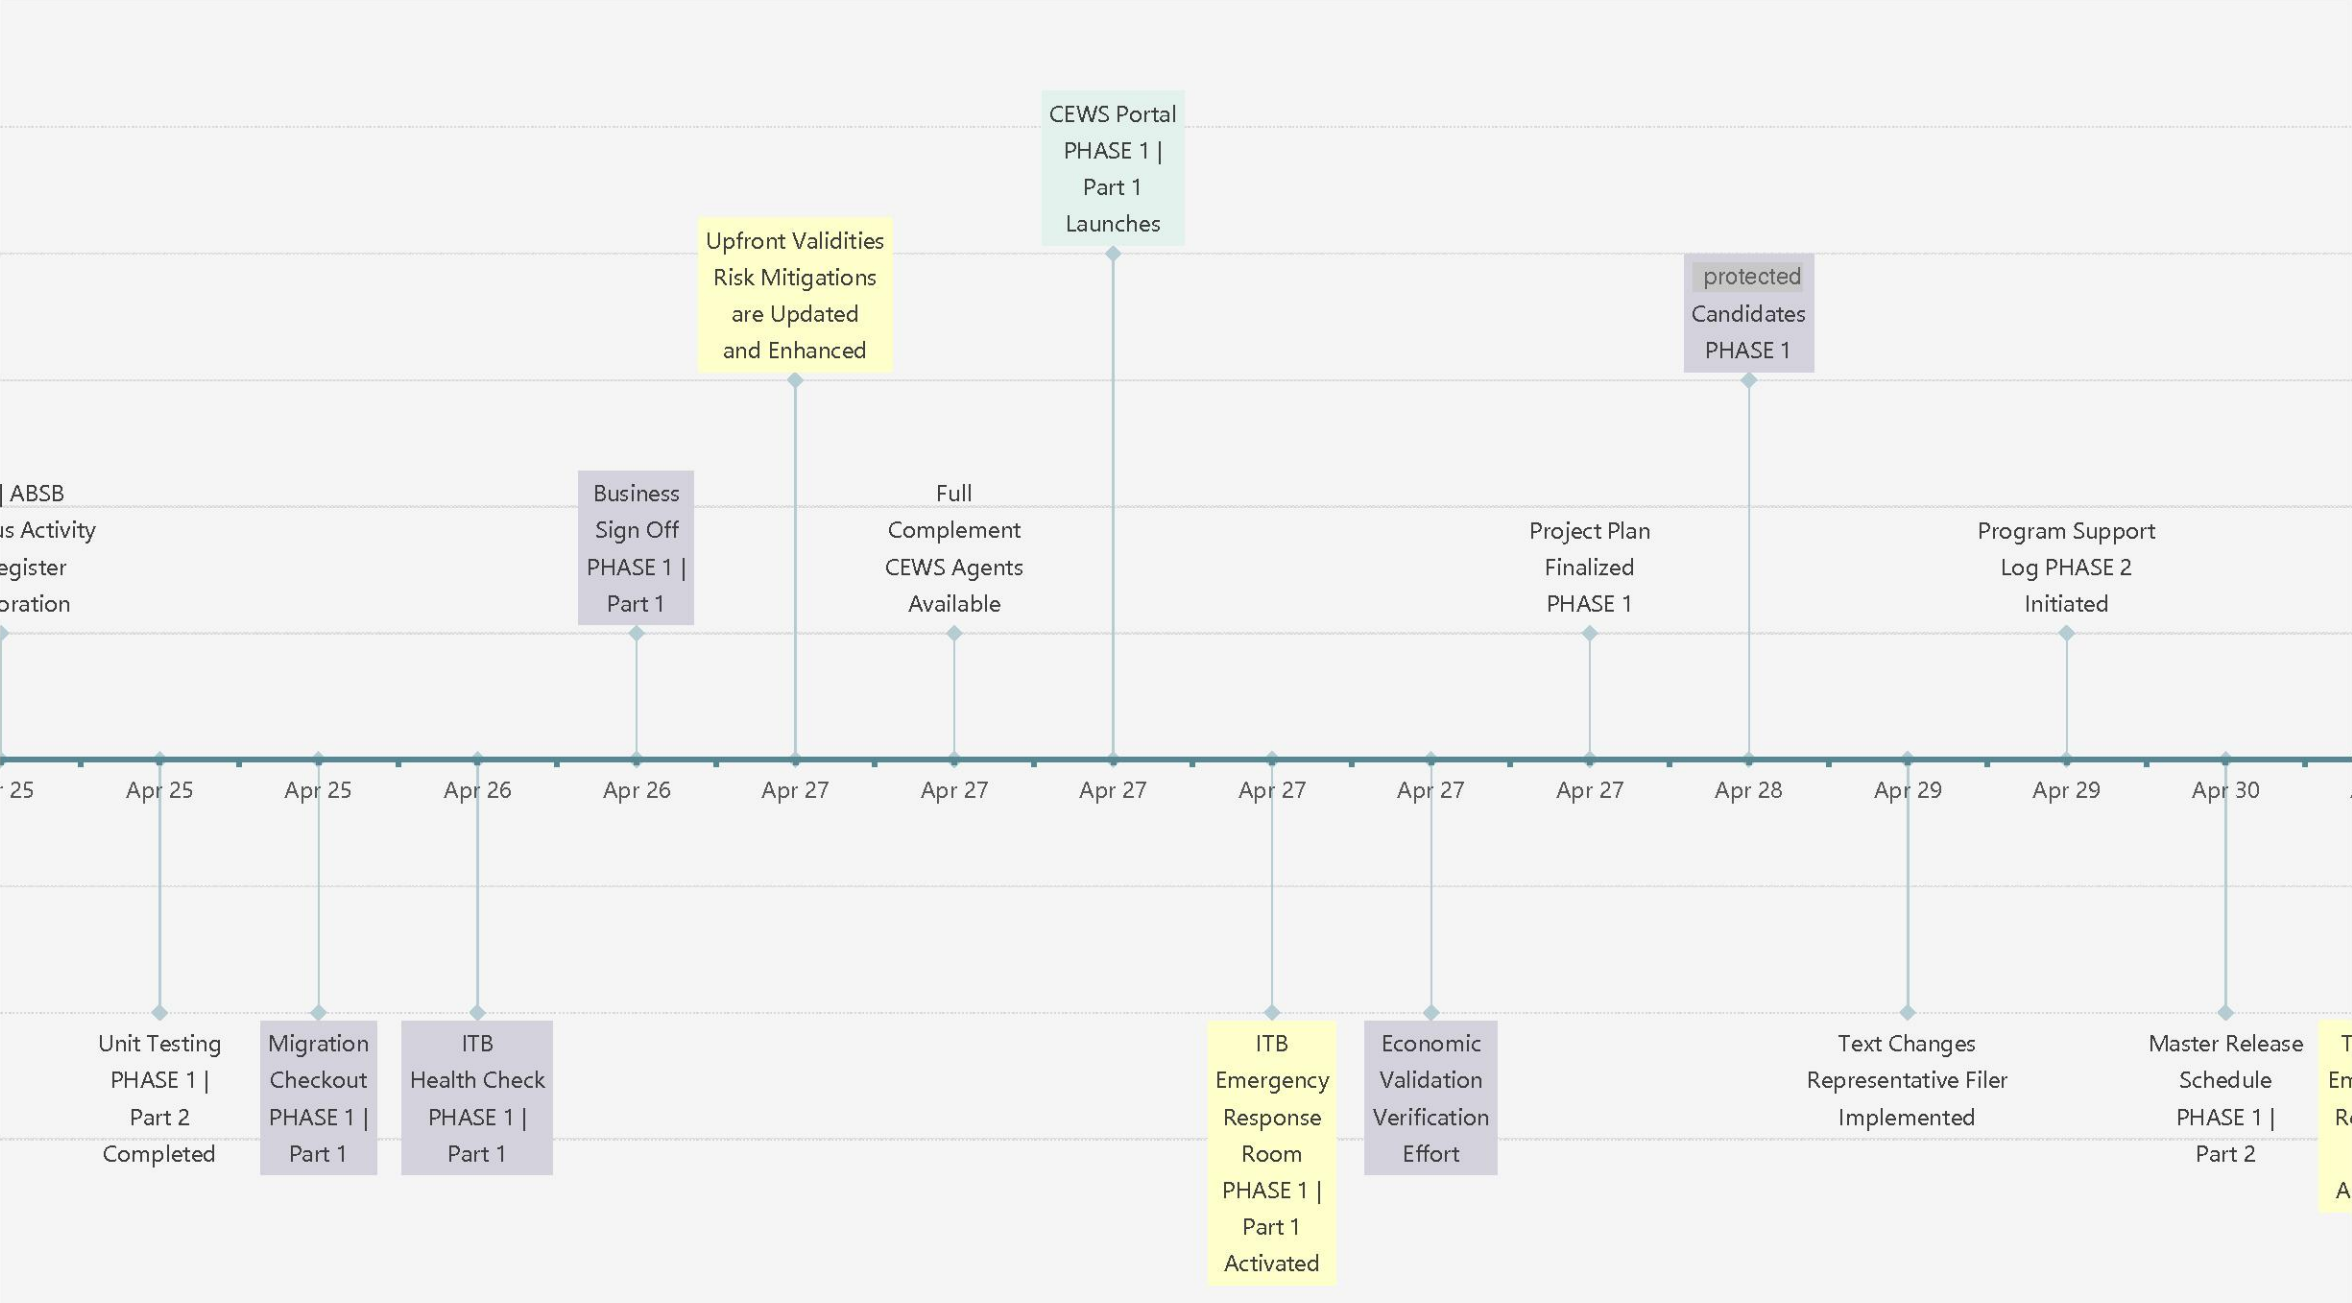 CEWS Portal
PHASE 1 |
Part 1
Launches
Upfront Validities
Risk Mitigations
are Updated
and Enhanced
protected
Candidates
PHASE 1
| ABSB
Activity
Business
Sign Off
PHASE 1 |
Part 1
Full
Complement
CEWS Agents
Available
Project Plan
Finalized
PHASE 1
Program Support
Log PHASE 2
Initiated
25
Apr 25
Apr 25
Apr 26
Apr 26
Apr 27
Apr 27
Apr 27
Apr 27
Apr 27
Apr 27
Apr 28
Apr 29
Apr 29
Apr 30
Unit Testing
PHASE 1 |
Part 2
Completed
Migration
Checkout
PHASE 1 |
Part 1
ITB
Health Check
PHASE 1 |
Part 1
ITB
Emergency
Response
Room
PHASE 1 |
Part 1
Activated
Economic
Validation
Verification
Effort
Text Changes
Representative Filer
Implemented
Master Release
Schedule
PHASE 1 |
Part 2